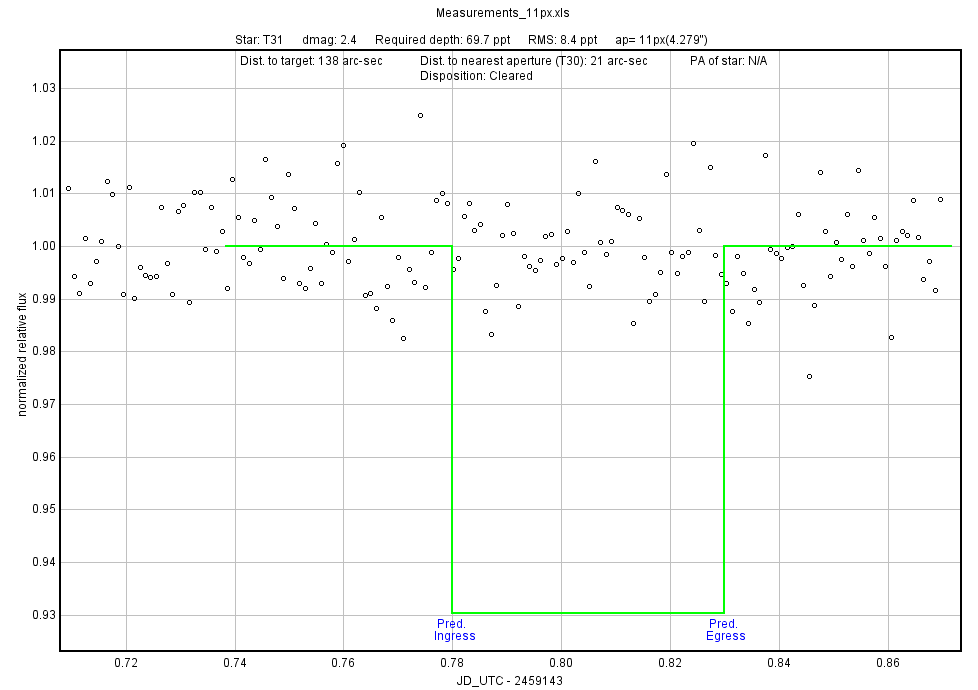 Measurements_11px.xls
Star: T31 dmag: 2.4 Required depth: 69.7 ppt RMS: 8.4 ppt ap= 11px(4.279")
Dist. to target: 138 arc-sec Dist. to nearest aperture (T30): 21 arc-sec PA of star: N/A
Disposition: Cleared
1.03
1.02
1.01
1.00
0.99
0.98
0.97
0.96
0.95
0.94
0.93
normalized relative flux
Pred.
Ingress
Pred.
Egress
0.72 0.74 0.76 0.78 0.80 0.82 0.84 0.86
JD_UTC - 2459143